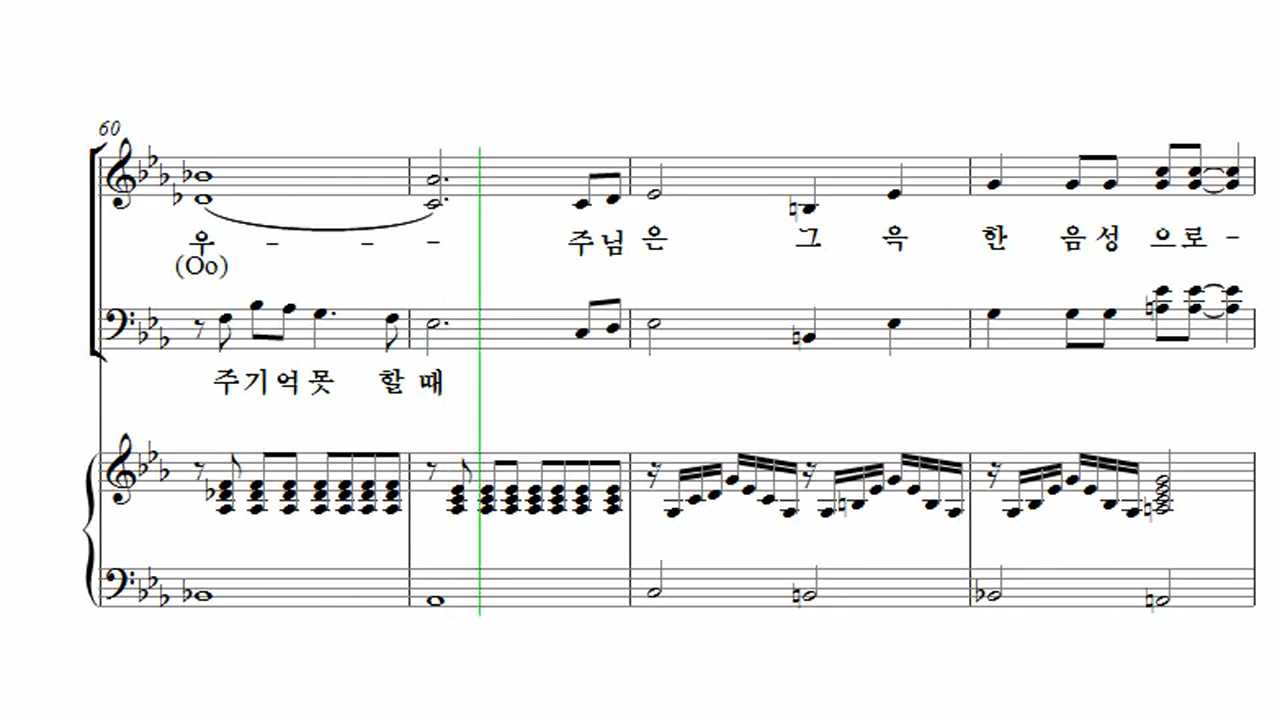 60
우 - - - 주 님 은 그 윽 한 음 성 으 로 -
(Oo)
주 기 억 못 할 때